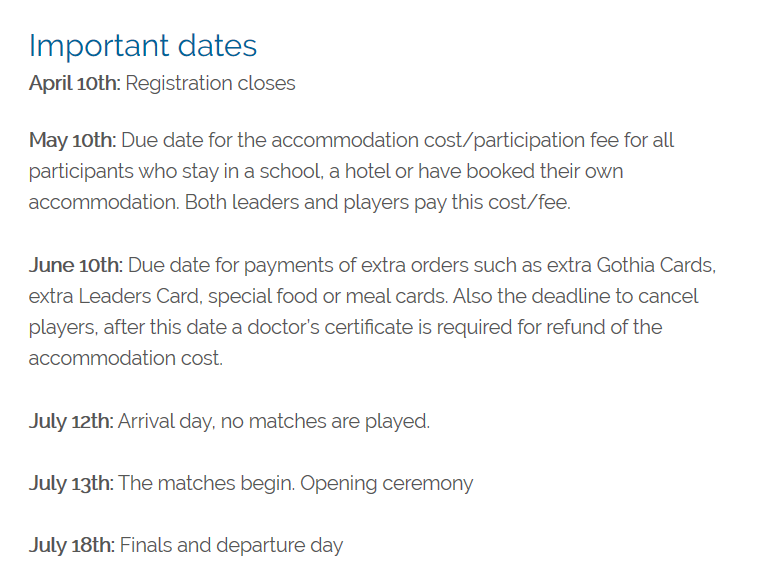 Important dates
April 10th: Registration closes
May 10th: Due date for the accommodation cost/participation fee for all
participants who stay in a school, a hotel or have booked their own
accommodation. Both leaders and players pay this cost/fee.
June 10th: Due date for payments of extra orders such as extra Gothia Cards,
extra Leaders Card, special food or meal cards. Also the deadline to cancel
players, after this date a doctor's certificate is required for refund of the
accommodation cost.
July 12th: Arrival day, no matches are played.
July 13th: The matches begin. Opening ceremony
July 18th: Finals and departure day